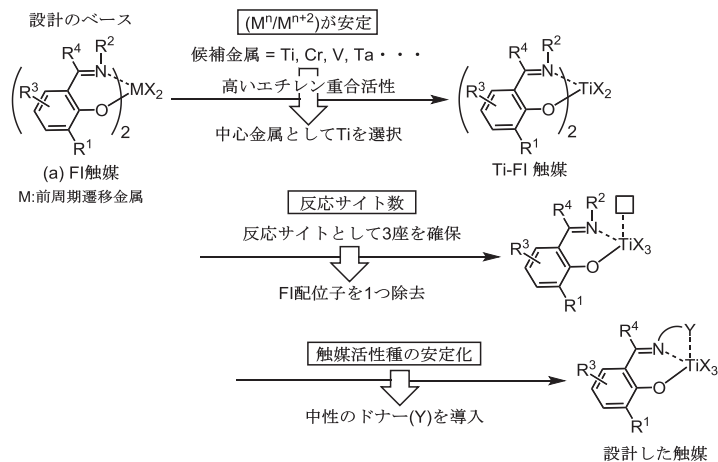 設計のベース
R4
R2
R3
N
MX2
O
R1
2
(a) FI触媒
M:前周期遷移金属
(Mⁿ/Mⁿ⁺²)が安定
候補金属 = Ti, Cr, V, Ta・・・
高いエチレン重合活性
中心金属としてTiを選択
R4
R2
R3
N
TiX2
O
R1
2
Ti-FI 触媒
反応サイト数
反応サイトとして3座を確保
FI配位子を1つ除去
R4
R2
R3
N
TiX3
O
R1
触媒活性種の安定化
中性のドナー(Y)を導入
R4
Y
R3
N
TiX3
O
R1
設計した触媒